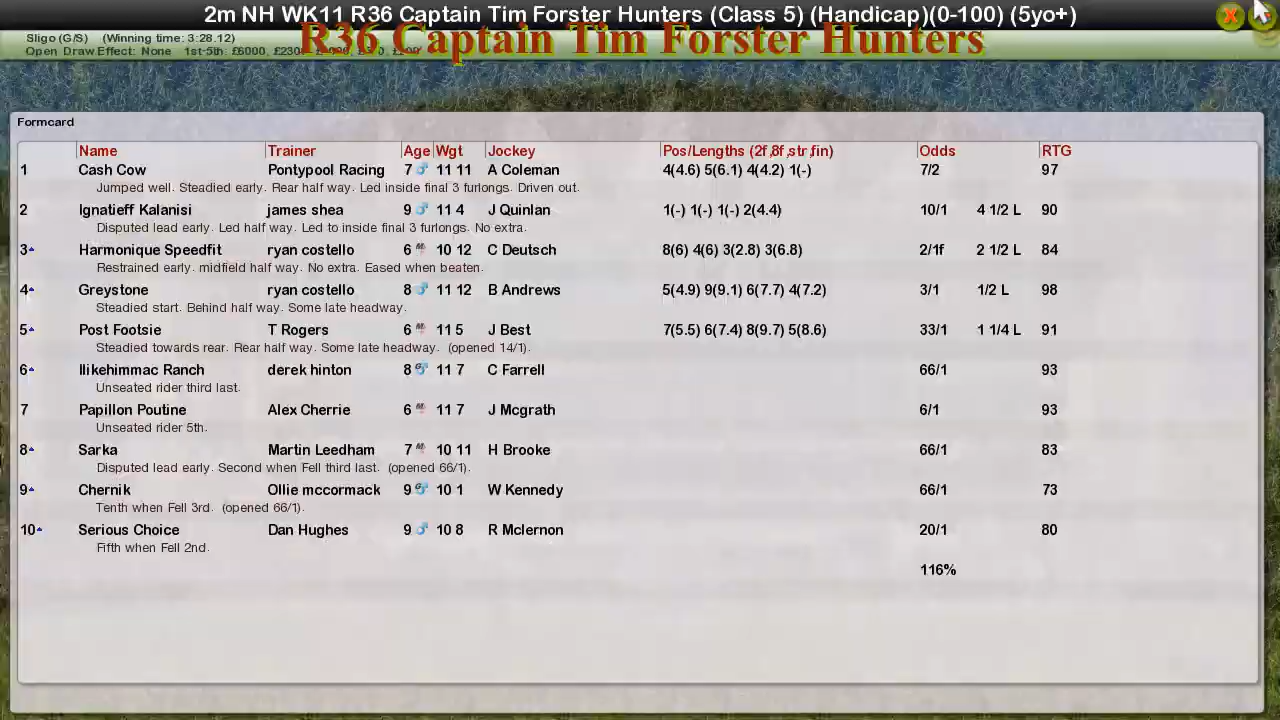 2m NH WK11 R36 Captain Tim Forster Hunters (Class 5) (Handicap)(0-100) (5yo+)
R36 Captain Tim Forster Hunters
Sligo (G/S) (Winning time: 3:28.12)
Open Draw Effect: None 1st-5th: £6000,
Formcard
Name Trainer Age Wgt Jockey Pos/Lengths (2f,8f,str,fin) Odds RTG
1 Cash Cow Pontypool Racing 7 11 11 A Coleman 4(4.6) 5(6.1) 4(4.2) 1(-) 7/2 97
Jumped well. Steadied early. Rear half way. Led inside final 3 furlongs. Driven out.
2 Ignatieff Kalanisi james shea 9 11 4 J Quinlan 1(-) 1(-) 1(-) 2(4.4) 10/1 4 1/2 L 90
Disputed lead early. Led half way. Led to inside final 3 furlongs. No extra.
3 Harmonique Speedfit ryan costello 6 10 12 C Deutsch 8(6) 4(6) 3(2.8) 3(6.8) 2/1f 2 1/2 L 84
Restrained early. midfield half way. No extra. Eased when beaten.
4 Greystone ryan costello 8 11 12 B Andrews 5(4.9) 9(9.1) 6(7.7) 4(7.2) 3/1 1/2 L 98
Steadied start. Behind half way. Some late headway.
5 Post Footsie T Rogers 6 11 5 J Best 7(5.5) 6(7.4) 8(9.7) 5(8.6) 33/1 1 1/4 L 91
Steadied towards rear. Rear half way. Some late headway. (opened 14/1).
6 Ilikehimmac Ranch derek hinton 8 11 7 C Farrell 66/1 93
Unseated rider third last.
7 Papillon Poutine Alex Cherrie 6 11 7 J Mcgrath 6/1 93
Unseated rider 5th.
8 Sarka Martin Leedham 7 10 11 H Brooke 66/1 83
Disputed lead early. Second when Fell third last. (opened 66/1).
9 Chernik Ollie mccormack 9 10 1 W Kennedy 66/1 73
Tenth when Fell 3rd. (opened 66/1).
10 Serious Choice Dan Hughes 9 10 8 R Mclernon 20/1 80
Fifth when Fell 2nd.
116%